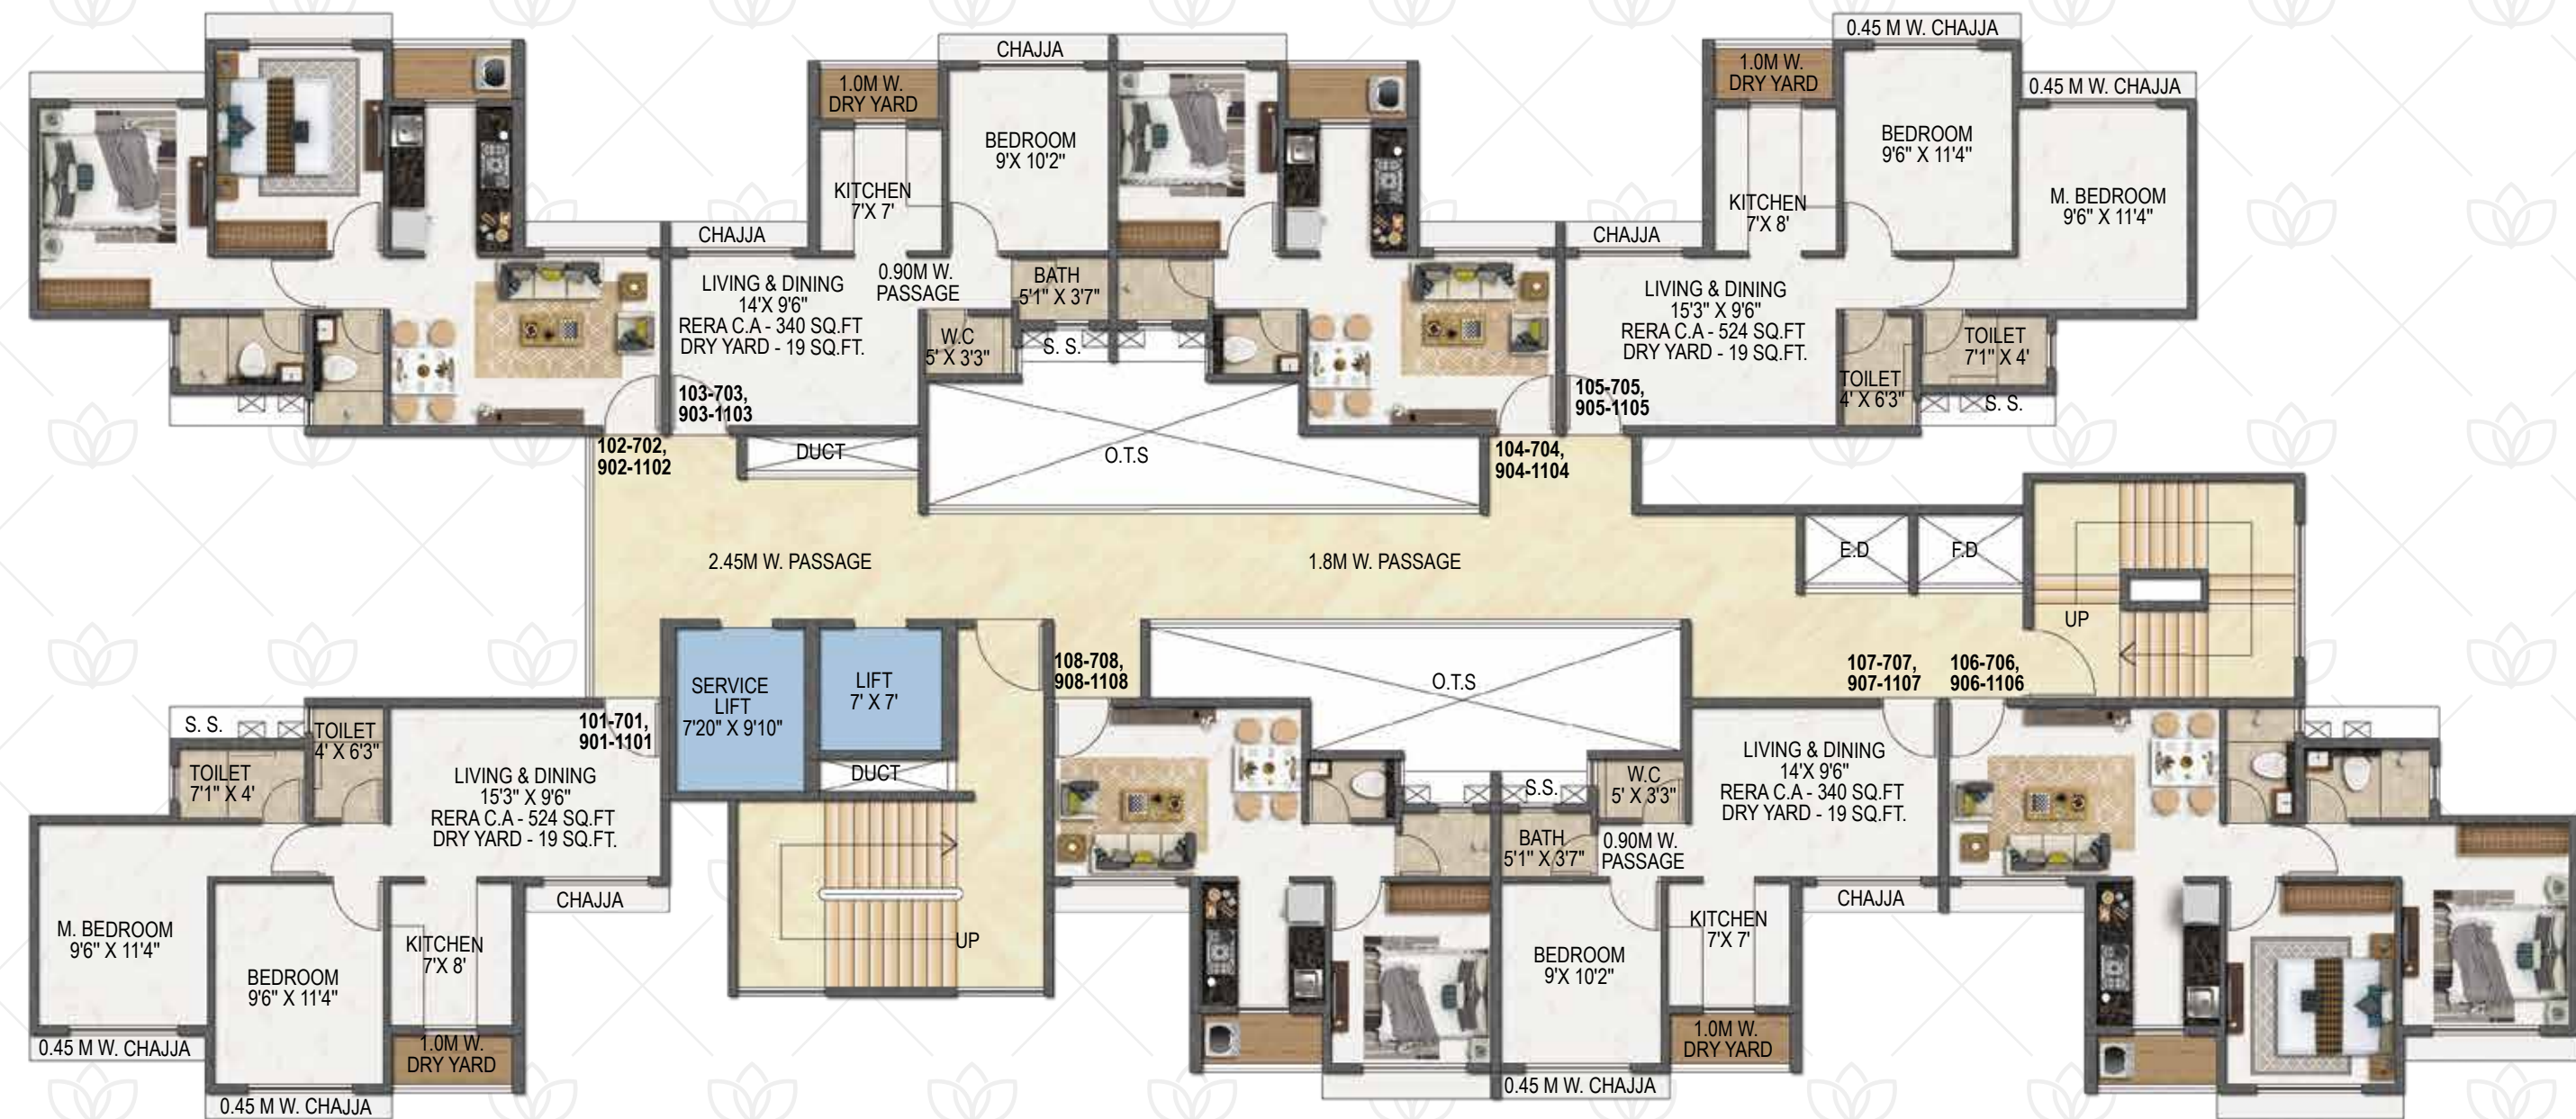 0.45 M W. CHAJJA
CHAJJA
1.0M W.
DRY YARD
1.0M W.
DRY YARD
0.45 M W. CHAJJA
BEDROOM
9'X 10'2"
BEDROOM
9'6" X 11'4"
KITCHEN
7'X 7'
KITCHEN
7'X 8'
M. BEDROOM
9'6" X 11'4"
CHAJJA
CHAJJA
LIVING & DINING
14'X 9'6"
RERA C.A - 340 SQ.FT
DRY YARD - 19 SQ.FT.
0.90M W.
PASSAGE
BATH
5'1" X 3'7"
W.C
5' X 3'3"
S. S.
LIVING & DINING
15'3" X 9'6"
RERA C.A - 524 SQ.FT
DRY YARD - 19 SQ.FT.
TOILET
7'1" X 4'
TOILET
4' X 6'3"
S. S.
103-703,
903-1103
105-705,
905-1105
102-702,
902-1102
DUCT
O.T.S
104-704,
904-1104
2.45M W. PASSAGE
1.8M W. PASSAGE
E.D
F.D
UP
SERVICE
LIFT
7'20" X 9'10"
LIFT
7' X 7'
DUCT
108-708,
908-1108
O.T.S
107-707,
907-1107
106-706,
906-1106
S. S.
TOILET
4' X 6'3"
TOILET
7'1" X 4'
101-701,
901-1101
LIVING & DINING
15'3" X 9'6"
RERA C.A - 524 SQ.FT
DRY YARD - 19 SQ.FT.
S.S.
W.C
5' X 3'3"
BATH
5'1" X 3'7"
0.90M W.
PASSAGE
LIVING & DINING
14'X 9'6"
RERA C.A - 340 SQ.FT
DRY YARD - 19 SQ.FT.
CHAJJA
CHAJJA
M. BEDROOM
9'6" X 11'4"
BEDROOM
9'6" X 11'4"
KITCHEN
7'X 8'
UP
BEDROOM
9'X 10'2"
KITCHEN
7'X 7'
0.45 M W. CHAJJA
1.0M W.
DRY YARD
1.0M W.
DRY YARD
0.45 M W. CHAJJA
0.45 M W. CHAJJA